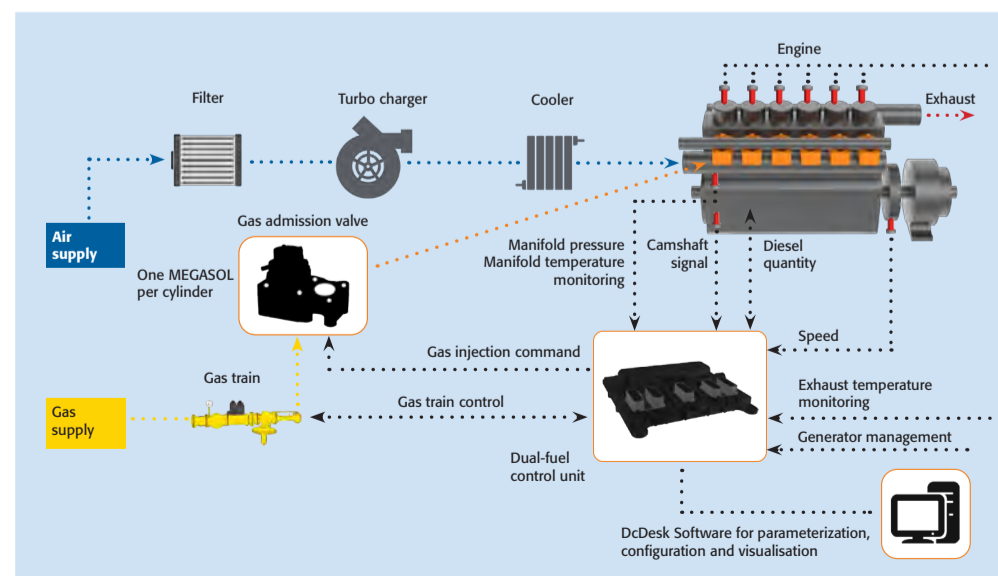 Engine
Filter
Turbo charger
Cooler
Exhaust
Air
supply
Gas admission valve
One MEGASOL
per cylinder
Manifold pressure
Manifold temperature
monitoring
Camshaft
signal
Diesel
quantity
Speed
Gas injection command
Gas train
Gas train control
Exhaust temperature
monitoring
Gas
supply
Generator management
Dual-fuel
control unit
DcDesk Software for parameterization,
configuration and visualisation